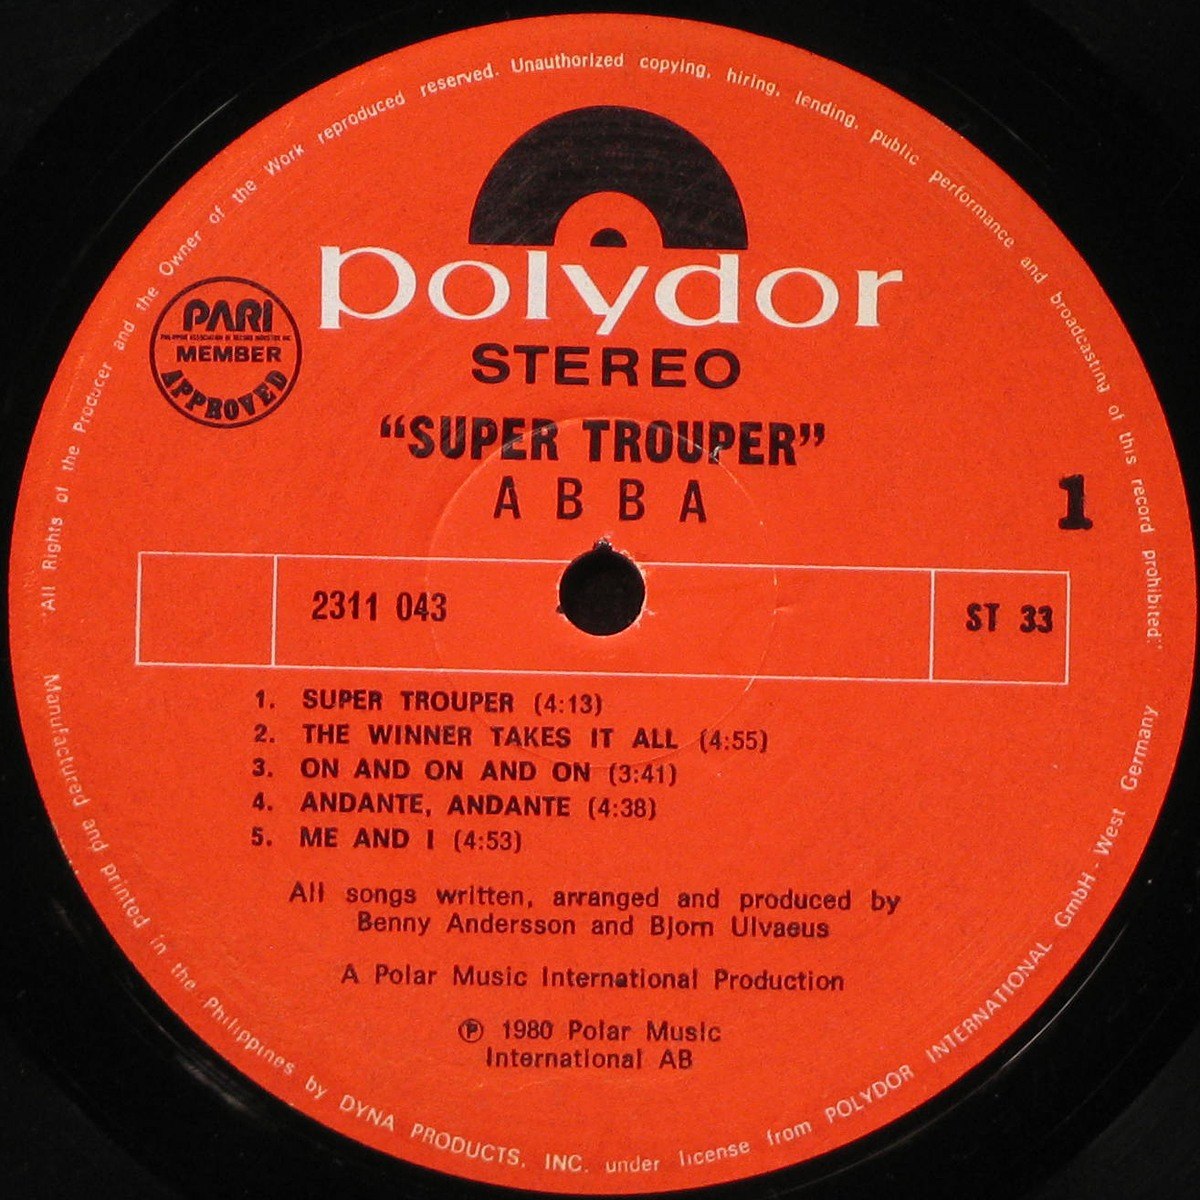 "All Rights of the Producer and the Owner of the Work reproduced reserved. Unauthorized copying, hiring, lending, public performance and broadcasting of this record prohibited."
polydor
STEREO
PARI
MEMBER
APPROVED
"SUPER TROUPER"
ABBA
1
2311 043
ST 33
1. SUPER TROUPER (4:13)
2. THE WINNER TAKES IT ALL (4:55)
3. ON AND ON AND ON (3:41)
4. ANDANTE, ANDANTE (4:38)
5. ME AND I (4:53)
All songs written, arranged and produced by
Benny Andersson and Bjorn Ulvaeus
A Polar Music International Production
℗ 1980 Polar Music
International AB
Manufactured and printed in the Philippines by DYNA PRODUCTS, INC. under license from POLYDOR INTERNATIONAL GmbH - West Germany